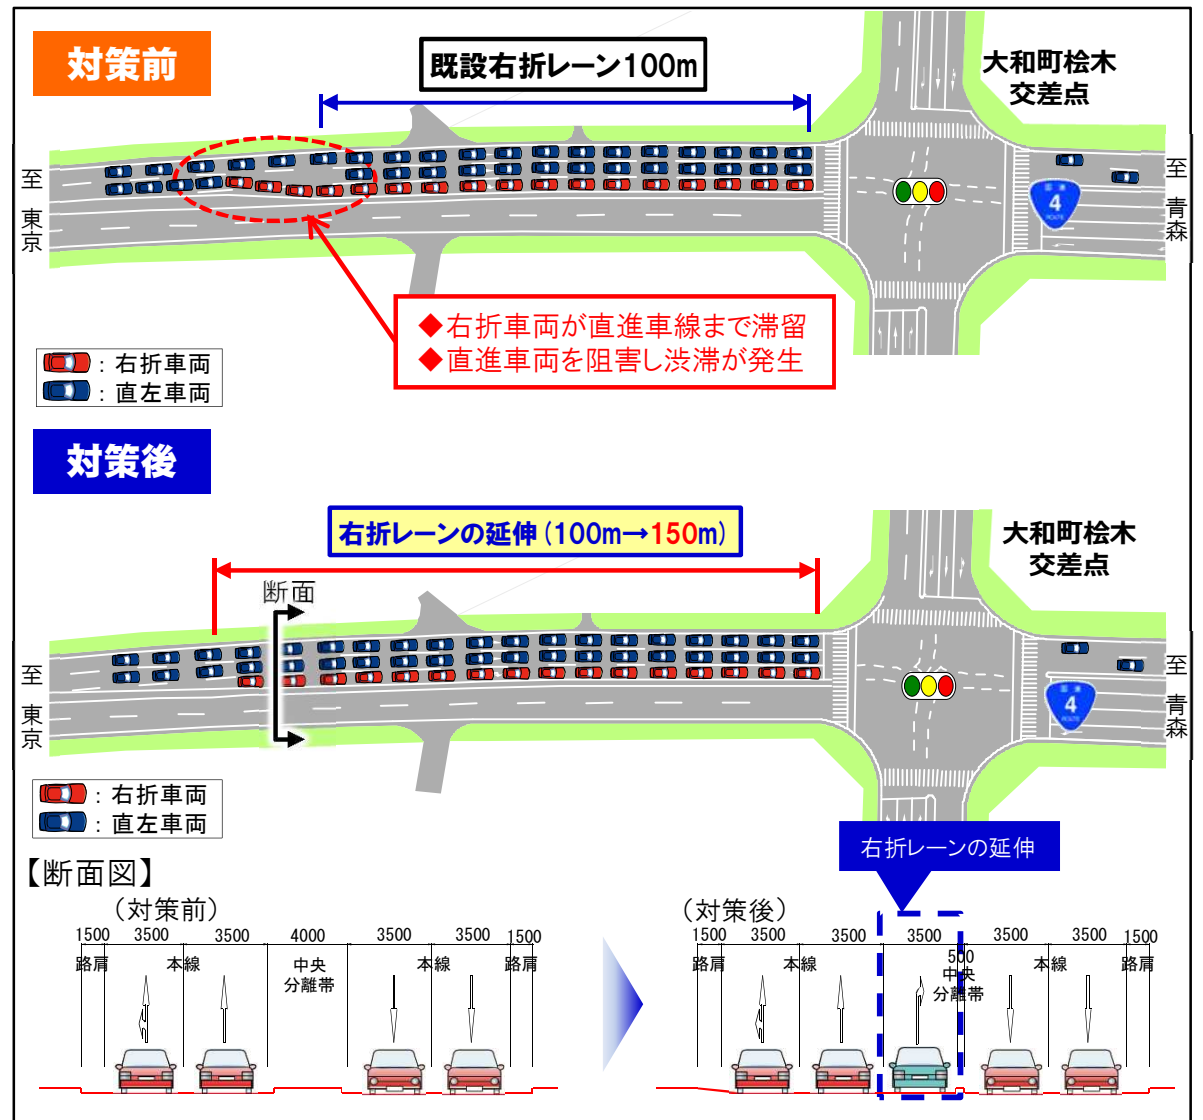 対策前
既設右折レーン100m
大和町桧木
交差点
至
東京
至
青森
4
ROUTE
◆右折車両が直進車線まで滞留
◆直進車両を阻害し渋滞が発生
：右折車両
：直左車両
対策後
右折レーンの延伸（100m→150m）
断面
大和町桧木
交差点
至
東京
至
青森
4
ROUTE
：右折車両
：直左車両
右折レーンの延伸
【断面図】
（対策前）
1500 3500 3500 4000 3500 3500 1500
路肩 本線 中央 本線 路肩
分離帯
（対策後）
1500 3500 3500 3500 3500 3500 1500
500
路肩 本線 中央 本線 路肩
分離帯